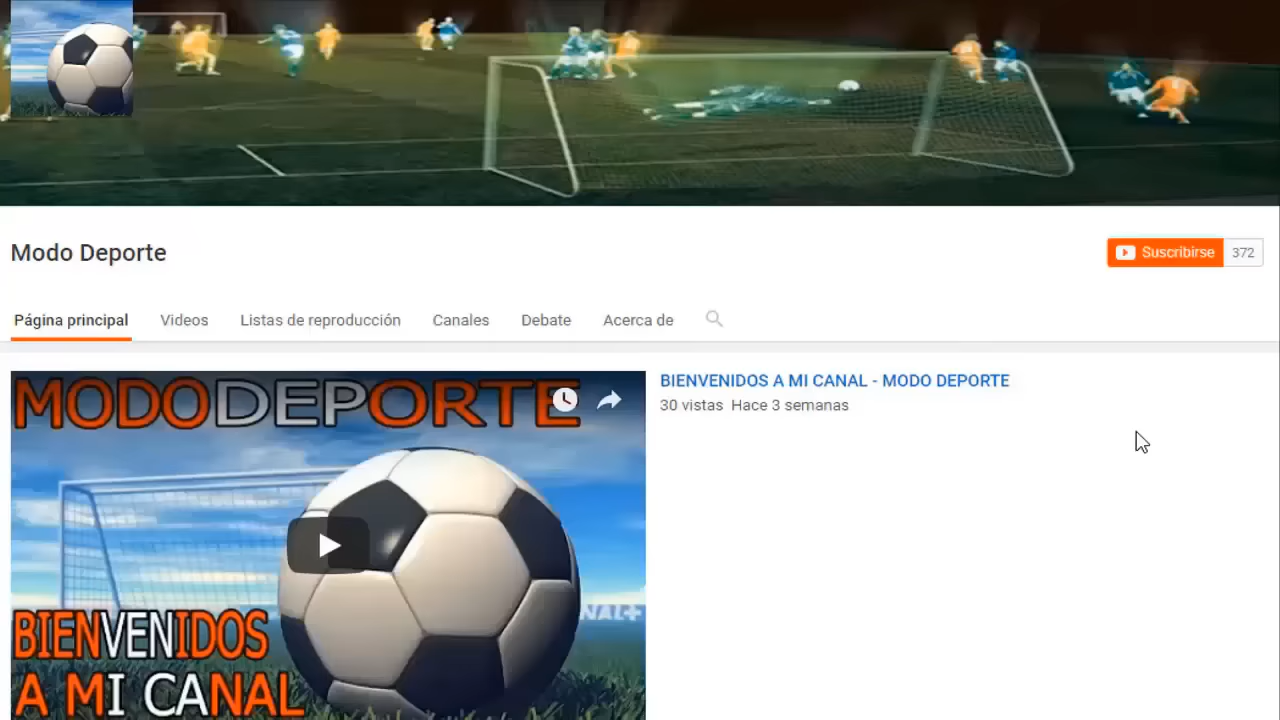 Modo Deporte
Suscribirse 372
Página principal Videos Listas de reproducción Canales Debate Acerca de
MODODEPORTE
BIENVENIDOS A MI CANAL - MODO DEPORTE
30 vistas Hace 3 semanas
NAL+
BIENVENIDOS
A MI CANAL